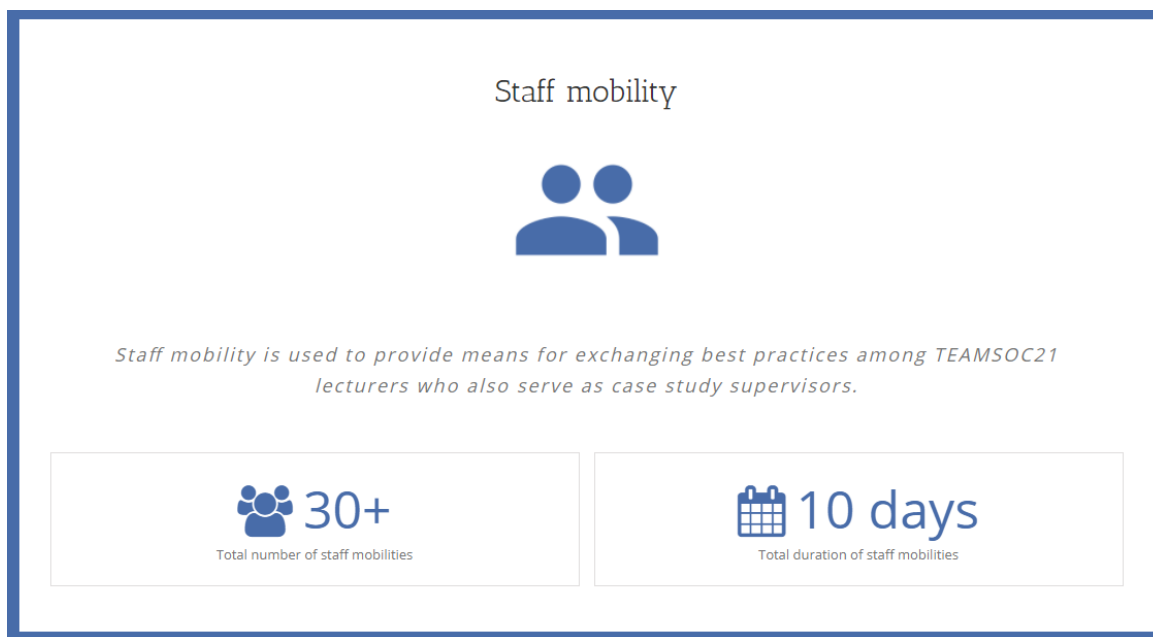 Staff mobility
Staff mobility is used to provide means for exchanging best practices among TEAMSOC21
lecturers who also serve as case study supervisors.
30+
Total number of staff mobilities
10 days
Total duration of staff mobilities